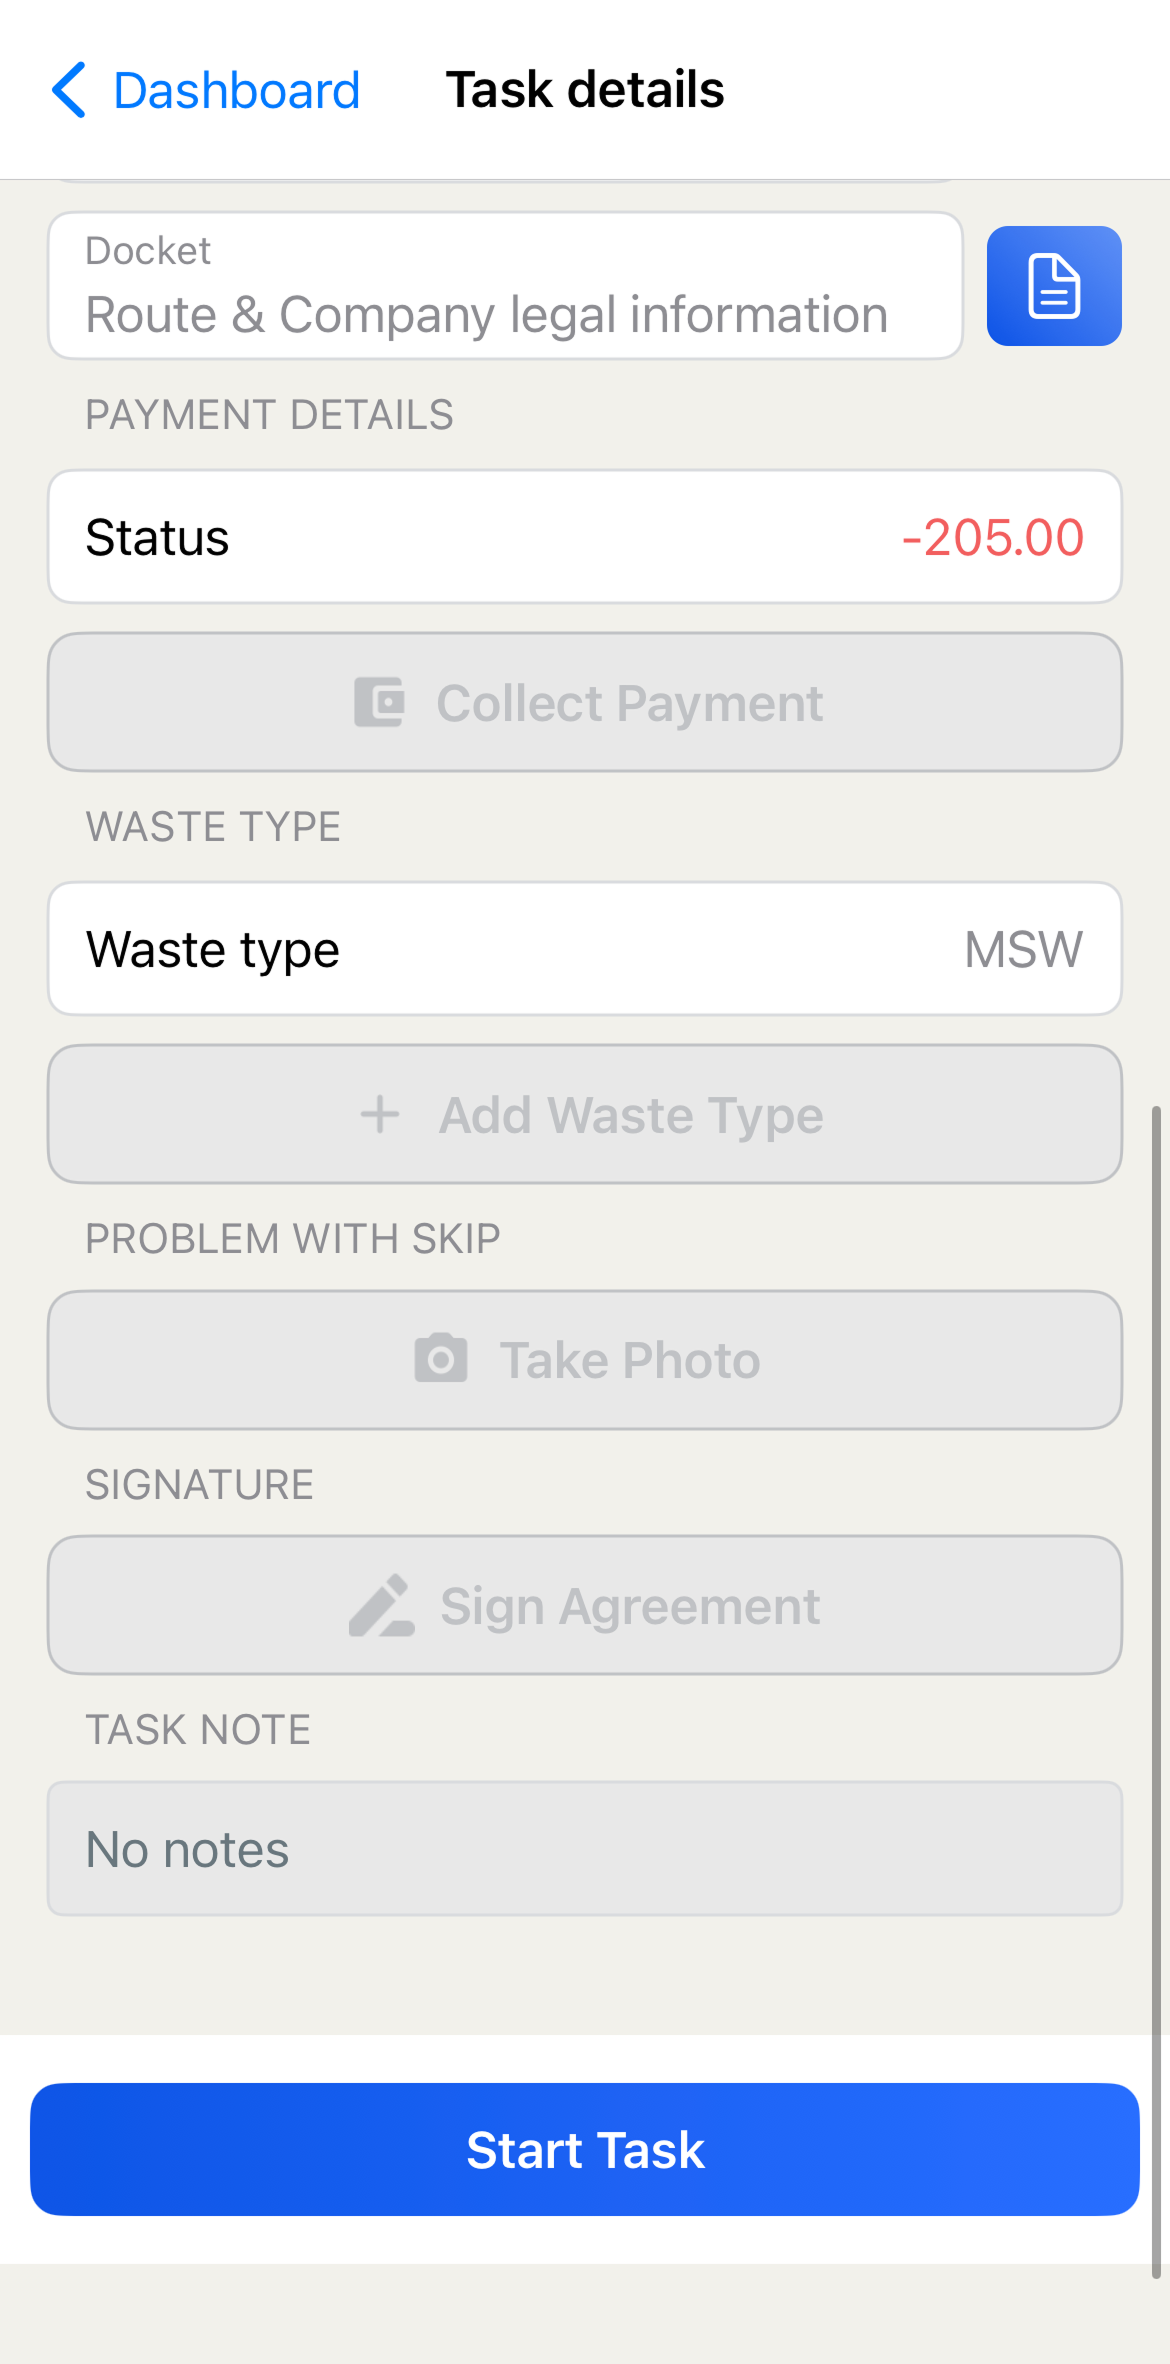 Dashboard
Task details
Docket
Route & Company legal information
PAYMENT DETAILS
Status
-205.00
Collect Payment
WASTE TYPE
Waste type
MSW
Add Waste Type
PROBLEM WITH SKIP
Take Photo
SIGNATURE
Sign Agreement
TASK NOTE
No notes
Start Task